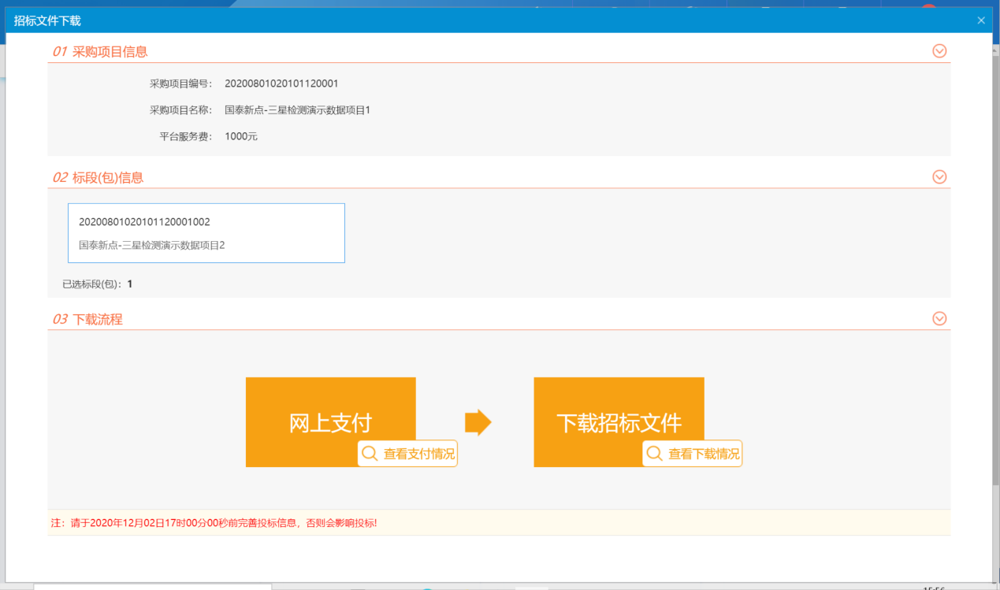 招标文件下载
01 采购项目信息
采购项目编号： 20200801020101120001
采购项目名称： 国泰新点-三星检测演示数据项目1
平台服务费： 1000元
02 标段(包)信息
20200801020101120001002
国泰新点-三星检测演示数据项目2
已选标段(包)：1
03 下载流程
网上支付
查看支付情况
下载招标文件
查看下载情况
注：请于2020年12月02日17时00分00秒前完善投标信息，否则会影响投标!